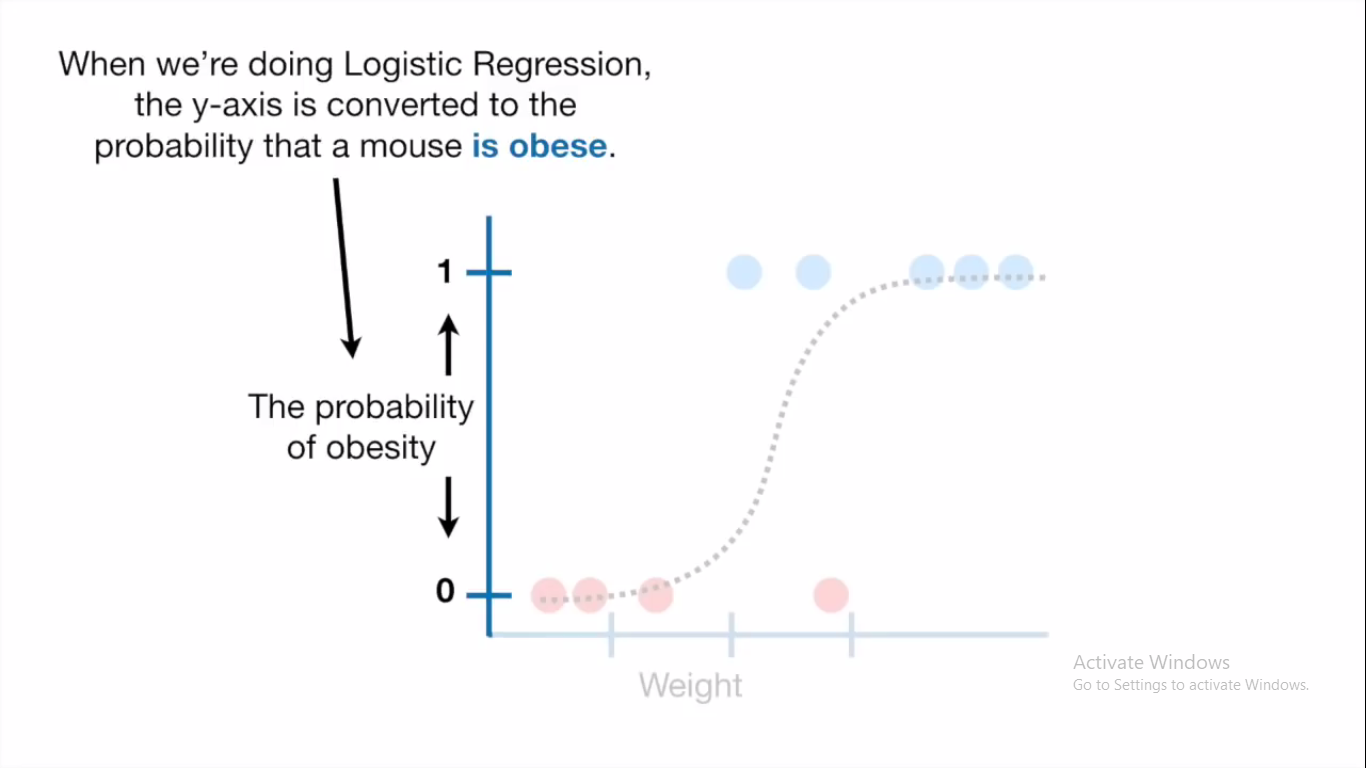 When we’re doing Logistic Regression,
the y-axis is converted to the
probability that a mouse is obese.
1
The probability
of obesity
0
Weight
Activate Windows
Go to Settings to activate Windows.